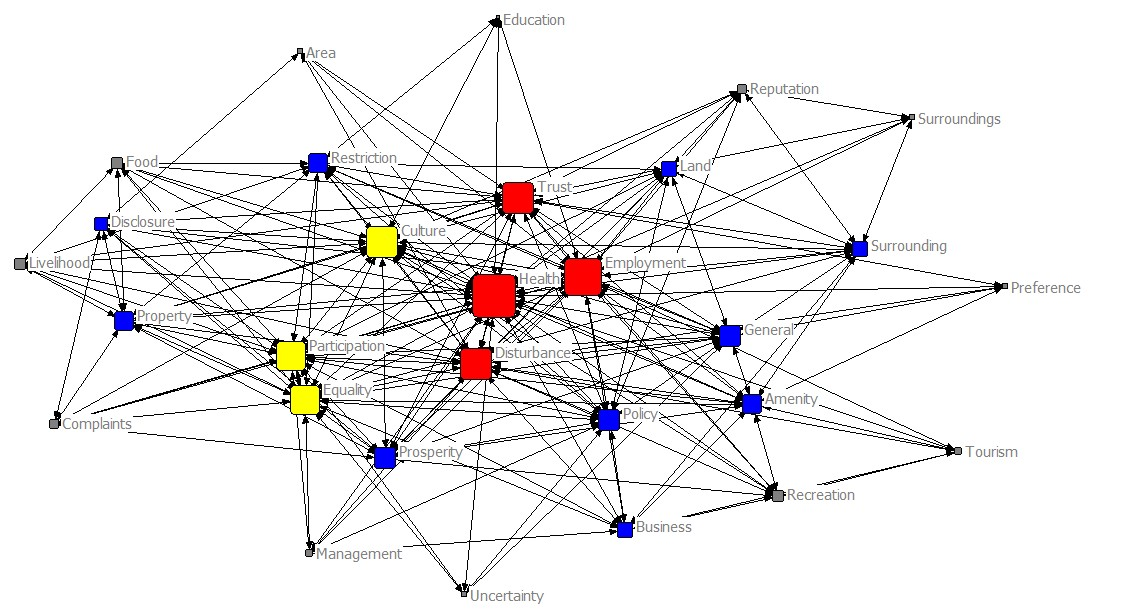 Education
Area
Reputation
Surroundings
Food
Restriction
Land
Trust
Disclosure
Culture
Surrounding
Livelihood
Employment
Health
Preference
Property
General
Participation
Disturbance
Equality
Amenity
Policy
Complaints
Prosperity
Tourism
Recreation
Business
Management
Uncertainty